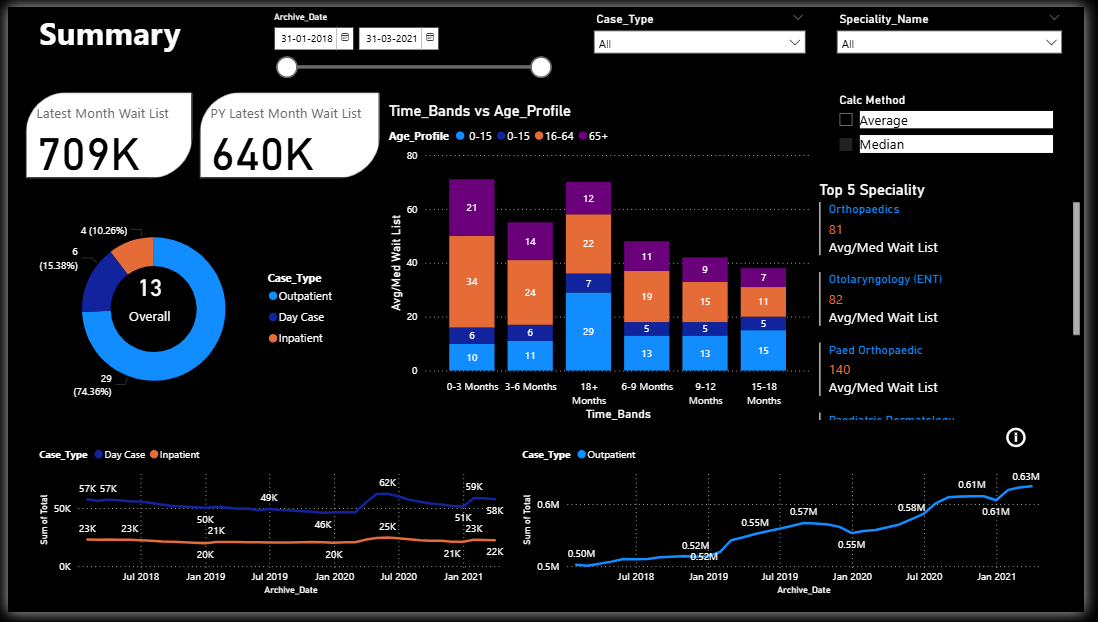 Summary
Archive_Date
31-01-2018
31-03-2021
Case_Type
All
Speciality_Name
All
Latest Month Wait List
709K
PY Latest Month Wait List
640K
Time_Bands vs Age_Profile
Age_Profile 0-15 0-15 16-64 65+
80
60
40
20
0
Avg/Med Wait List
21
34
6
10
14
24
6
11
12
22
7
29
11
19
5
13
9
15
5
13
7
11
5
15
0-3 Months
3-6 Months
18+
Months
6-9 Months
9-12
Months
15-18
Months
Time_Bands
Calc Method
Average
Median
Top 5 Speciality
Orthopaedics
81
Avg/Med Wait List
Otolaryngology (ENT)
82
Avg/Med Wait List
Paed Orthopaedic
140
Avg/Med Wait List
Paediatric Dermatology
4 (10.26%)
6
(15.38%)
13
Overall
29
(74.36%)
Case_Type
Outpatient
Day Case
Inpatient
Case_Type Day Case Inpatient
Sum of Total
50K
0K
57K 57K
50K
49K
46K
62K
51K
59K
58K
23K
23K
20K
21K
20K
25K
21K
23K
22K
Jul 2018
Jan 2019
Jul 2019
Jan 2020
Jul 2020
Jan 2021
Archive_Date
Case_Type Outpatient
Sum of Total
0.6M
0.5M
0.50M
0.52M
0.52M
0.55M
0.57M
0.55M
0.58M
0.61M
0.61M
0.63M
Jul 2018
Jan 2019
Jul 2019
Jan 2020
Jul 2020
Jan 2021
Archive_Date